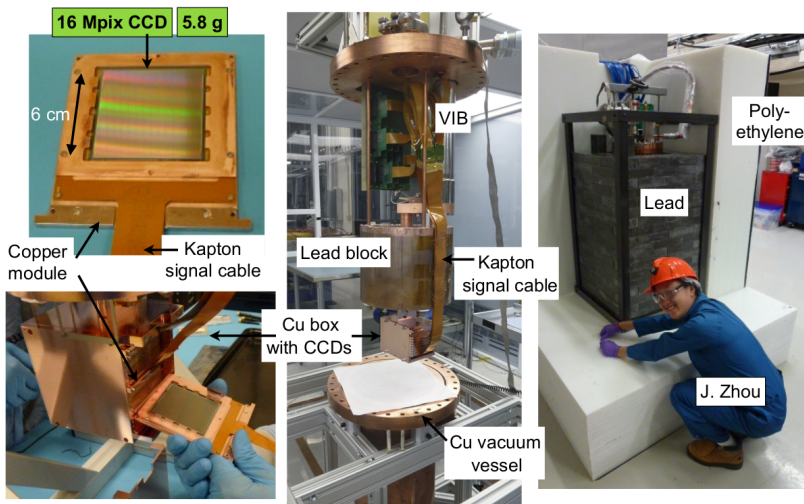 16 Mpix CCD
5.8 g
6 cm
Copper
module
Kapton
signal cable
VIB
Lead block
Kapton
signal cable
Cu box
with CCDs
Cu vacuum
vessel
Poly-
ethylene
Lead
J. Zhou